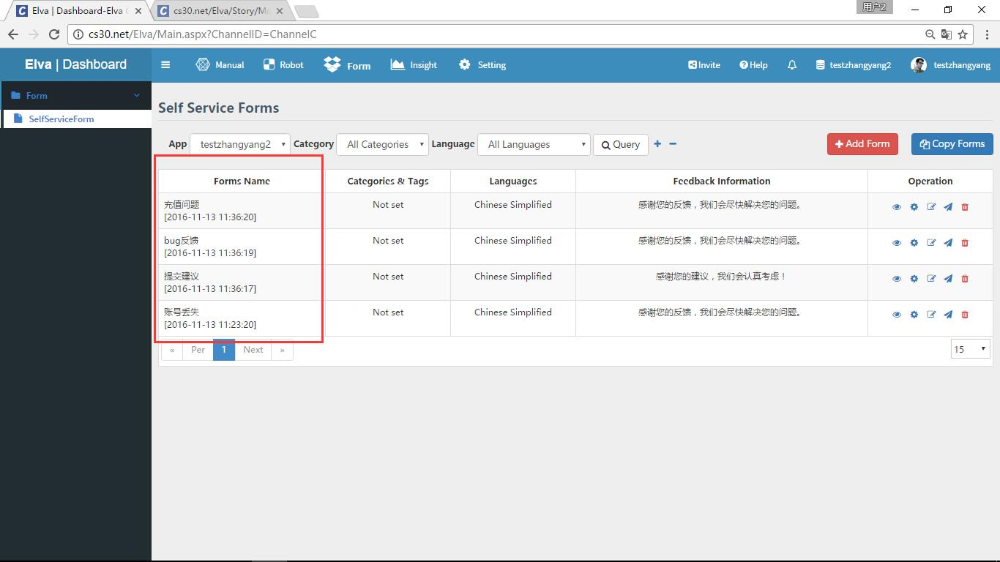 Elva | Dashboard-Elva
cs30.net/Elva/Story/Mo
用户2
cs30.net/Elva/Main.aspx?ChannelID=ChannelC
Elva | Dashboard
Manual
Robot
Form
Insight
Setting
Invite
Help
testzhangyang2
testzhangyang
Form
SelfServiceForm
Self Service Forms
App testzhangyang2 Category All Categories Language All Languages Query + −
Add Form
Copy Forms
Forms Name Categories & Tags Languages Feedback Information Operation
充值问题 Not set Chinese Simplified 感谢您的反馈，我们会尽快解决您的问题。
[2016-11-13 11:36:20]
bug反馈 Not set Chinese Simplified 感谢您的反馈，我们会尽快解决您的问题。
[2016-11-13 11:36:19]
提交建议 Not set Chinese Simplified 感谢您的建议，我们会认真考虑！
[2016-11-13 11:36:17]
账号丢失 Not set Chinese Simplified 感谢您的反馈，我们会尽快解决您的问题。
[2016-11-13 11:23:20]
« Per 1 Next » 15